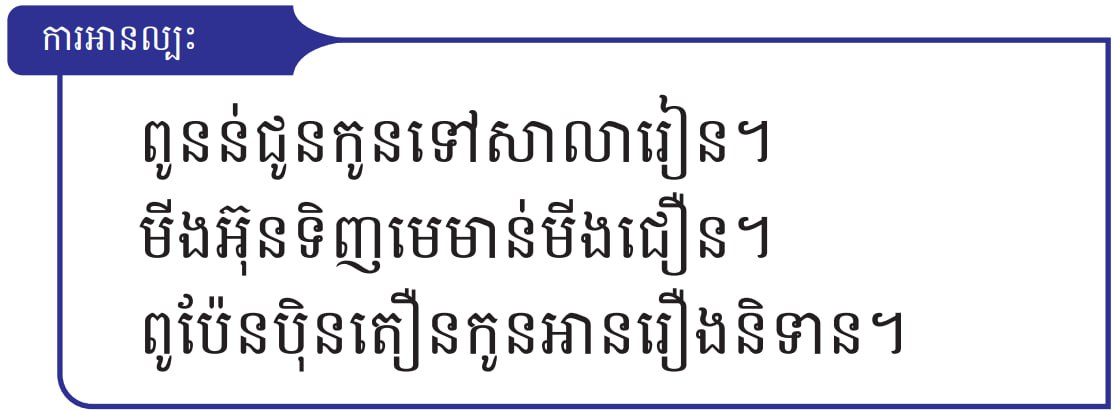 ការអានល្បះ
ពូនន់ជូនកូនទៅសាលារៀន។
មីងអ៊ុនទិញមេមាន់មីងជឿន។
ពូប៉ែនប៉ិនតឿនកូនអានរឿងនិទាន។